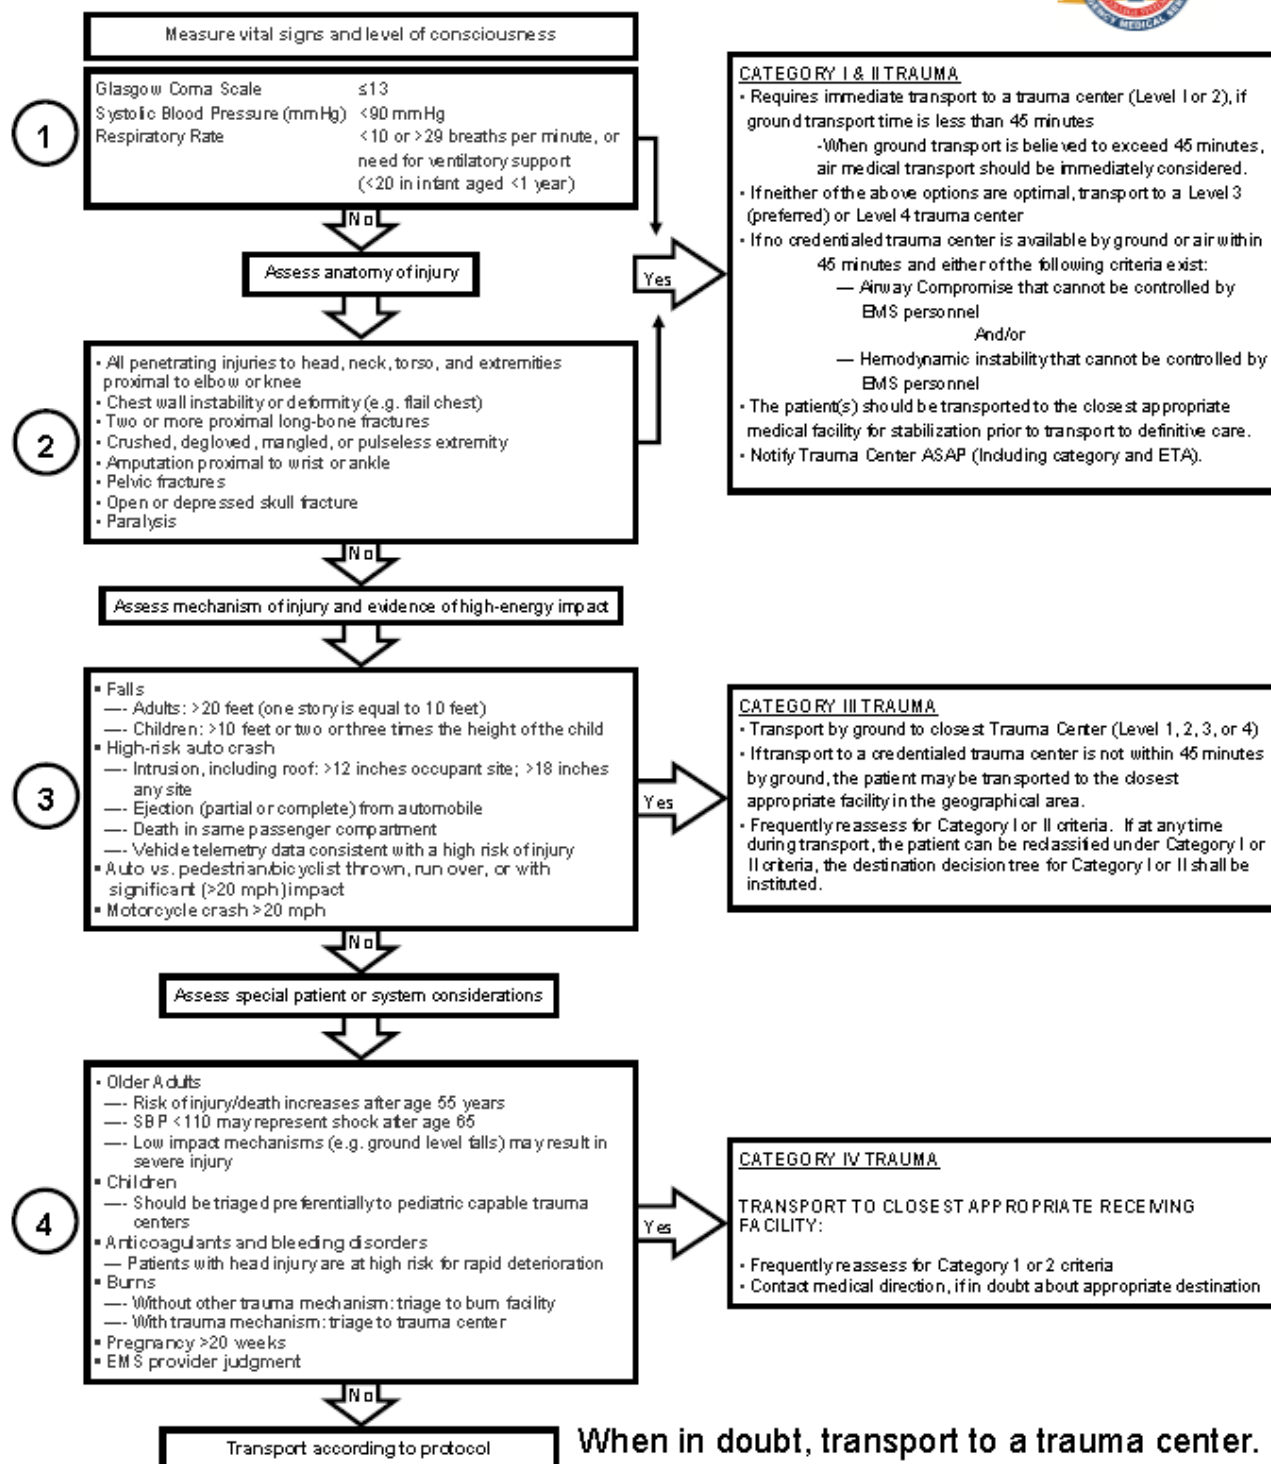 GENCY MEDICAL SERVIC
Measure vital signs and level of consciousness
1
Glasgow Coma Scale ≤13
Systolic Blood Pressure (mmHg) <90 mmHg
Respiratory Rate <10 or >29 breaths per minute, or
need for ventilatory support
(<20 in infant aged <1 year)
No
Assess anatomy of injury
Yes
CATEGORY I & II TRAUMA
• Requires immediate transport to a trauma center (Level I or 2), if
ground transport time is less than 45 minutes
-When ground transport is believed to exceed 45 minutes,
air medical transport should be immediately considered.
• If neither of the above options are optimal, transport to a Level 3
(preferred) or Level 4 trauma center
• If no credentialed trauma center is available by ground or air within
45 minutes and either of the following criteria exist:
— Airway Compromise that cannot be controlled by
EMS personnel
And/or
— Hemodynamic instability that cannot be controlled by
EMS personnel
• The patient(s) should be transported to the closest appropriate
medical facility for stabilization prior to transport to definitive care.
• Notify Trauma Center ASAP (Including category and ETA).
2
• All penetrating injuries to head, neck, torso, and extremities
proximal to elbow or knee
• Chest wall instability or deformity (e.g. flail chest)
• Two or more proximal long-bone fractures
• Crushed, degloved, mangled, or pulseless extremity
• Amputation proximal to wrist or ankle
• Pelvic fractures
• Open or depressed skull fracture
• Paralysis
No
Assess mechanism of injury and evidence of high-energy impact
3
▪ Falls
—- Adults: >20 feet (one story is equal to 10 feet)
—- Children: >10 feet or two or three times the height of the child
▪ High-risk auto crash
—- Intrusion, including roof: >12 inches occupant site; >18 inches
any site
—- Ejection (partial or complete) from automobile
—- Death in same passenger compartment
—- Vehicle telemetry data consistent with a high risk of injury
▪ Auto vs. pedestrian/bicyclist thrown, run over, or with
significant (>20 mph) impact
▪ Motorcycle crash >20 mph
Yes
CATEGORY III TRAUMA
• Transport by ground to closest Trauma Center (Level 1, 2, 3, or 4)
• If transport to a credentialed trauma center is not within 45 minutes
by ground, the patient may be transported to the closest
appropriate facility in the geographical area.
• Frequently reassess for Category I or II criteria. If at any time
during transport, the patient can be reclassified under Category I or
II criteria, the destination decision tree for Category I or II shall be
instituted.
No
Assess special patient or system considerations
4
• Older Adults
—- Risk of injury/death increases after age 55 years
—- SBP <110 may represent shock after age 65
—- Low impact mechanisms (e.g. ground level falls) may result in
severe injury
▪ Children
—- Should be triaged preferentially to pediatric capable trauma
centers
▪ Anticoagulants and bleeding disorders
— Patients with head injury are at high risk for rapid deterioration
▪ Burns
—- Without other trauma mechanism: triage to burn facility
—- With trauma mechanism: triage to trauma center
▪ Pregnancy >20 weeks
▪ EMS provider judgment
Yes
CATEGORY IV TRAUMA
TRANSPORT TO CLOSEST APPROPRIATE RECEIVING
FACILITY:
• Frequently reassess for Category 1 or 2 criteria
• Contact medical direction, if in doubt about appropriate destination
No
Transport according to protocol
When in doubt, transport to a trauma center.